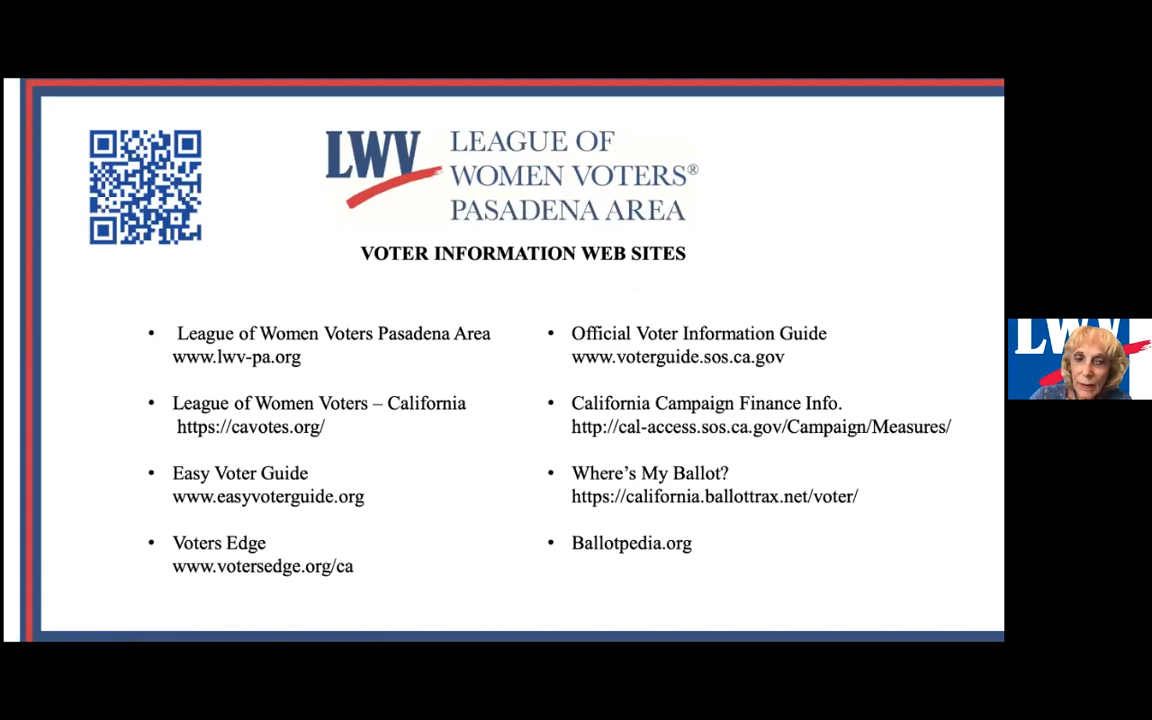 LWV
LEAGUE OF
WOMEN VOTERS®
PASADENA AREA
VOTER INFORMATION WEB SITES
• League of Women Voters Pasadena Area
www.lwv-pa.org
• League of Women Voters – California
https://cavotes.org/
• Easy Voter Guide
www.easyvoterguide.org
• Voters Edge
www.votersedge.org/ca
• Official Voter Information Guide
www.voterguide.sos.ca.gov
• California Campaign Finance Info.
http://cal-access.sos.ca.gov/Campaign/Measures/
• Where’s My Ballot?
https://california.ballottrax.net/voter/
• Ballotpedia.org
LWV